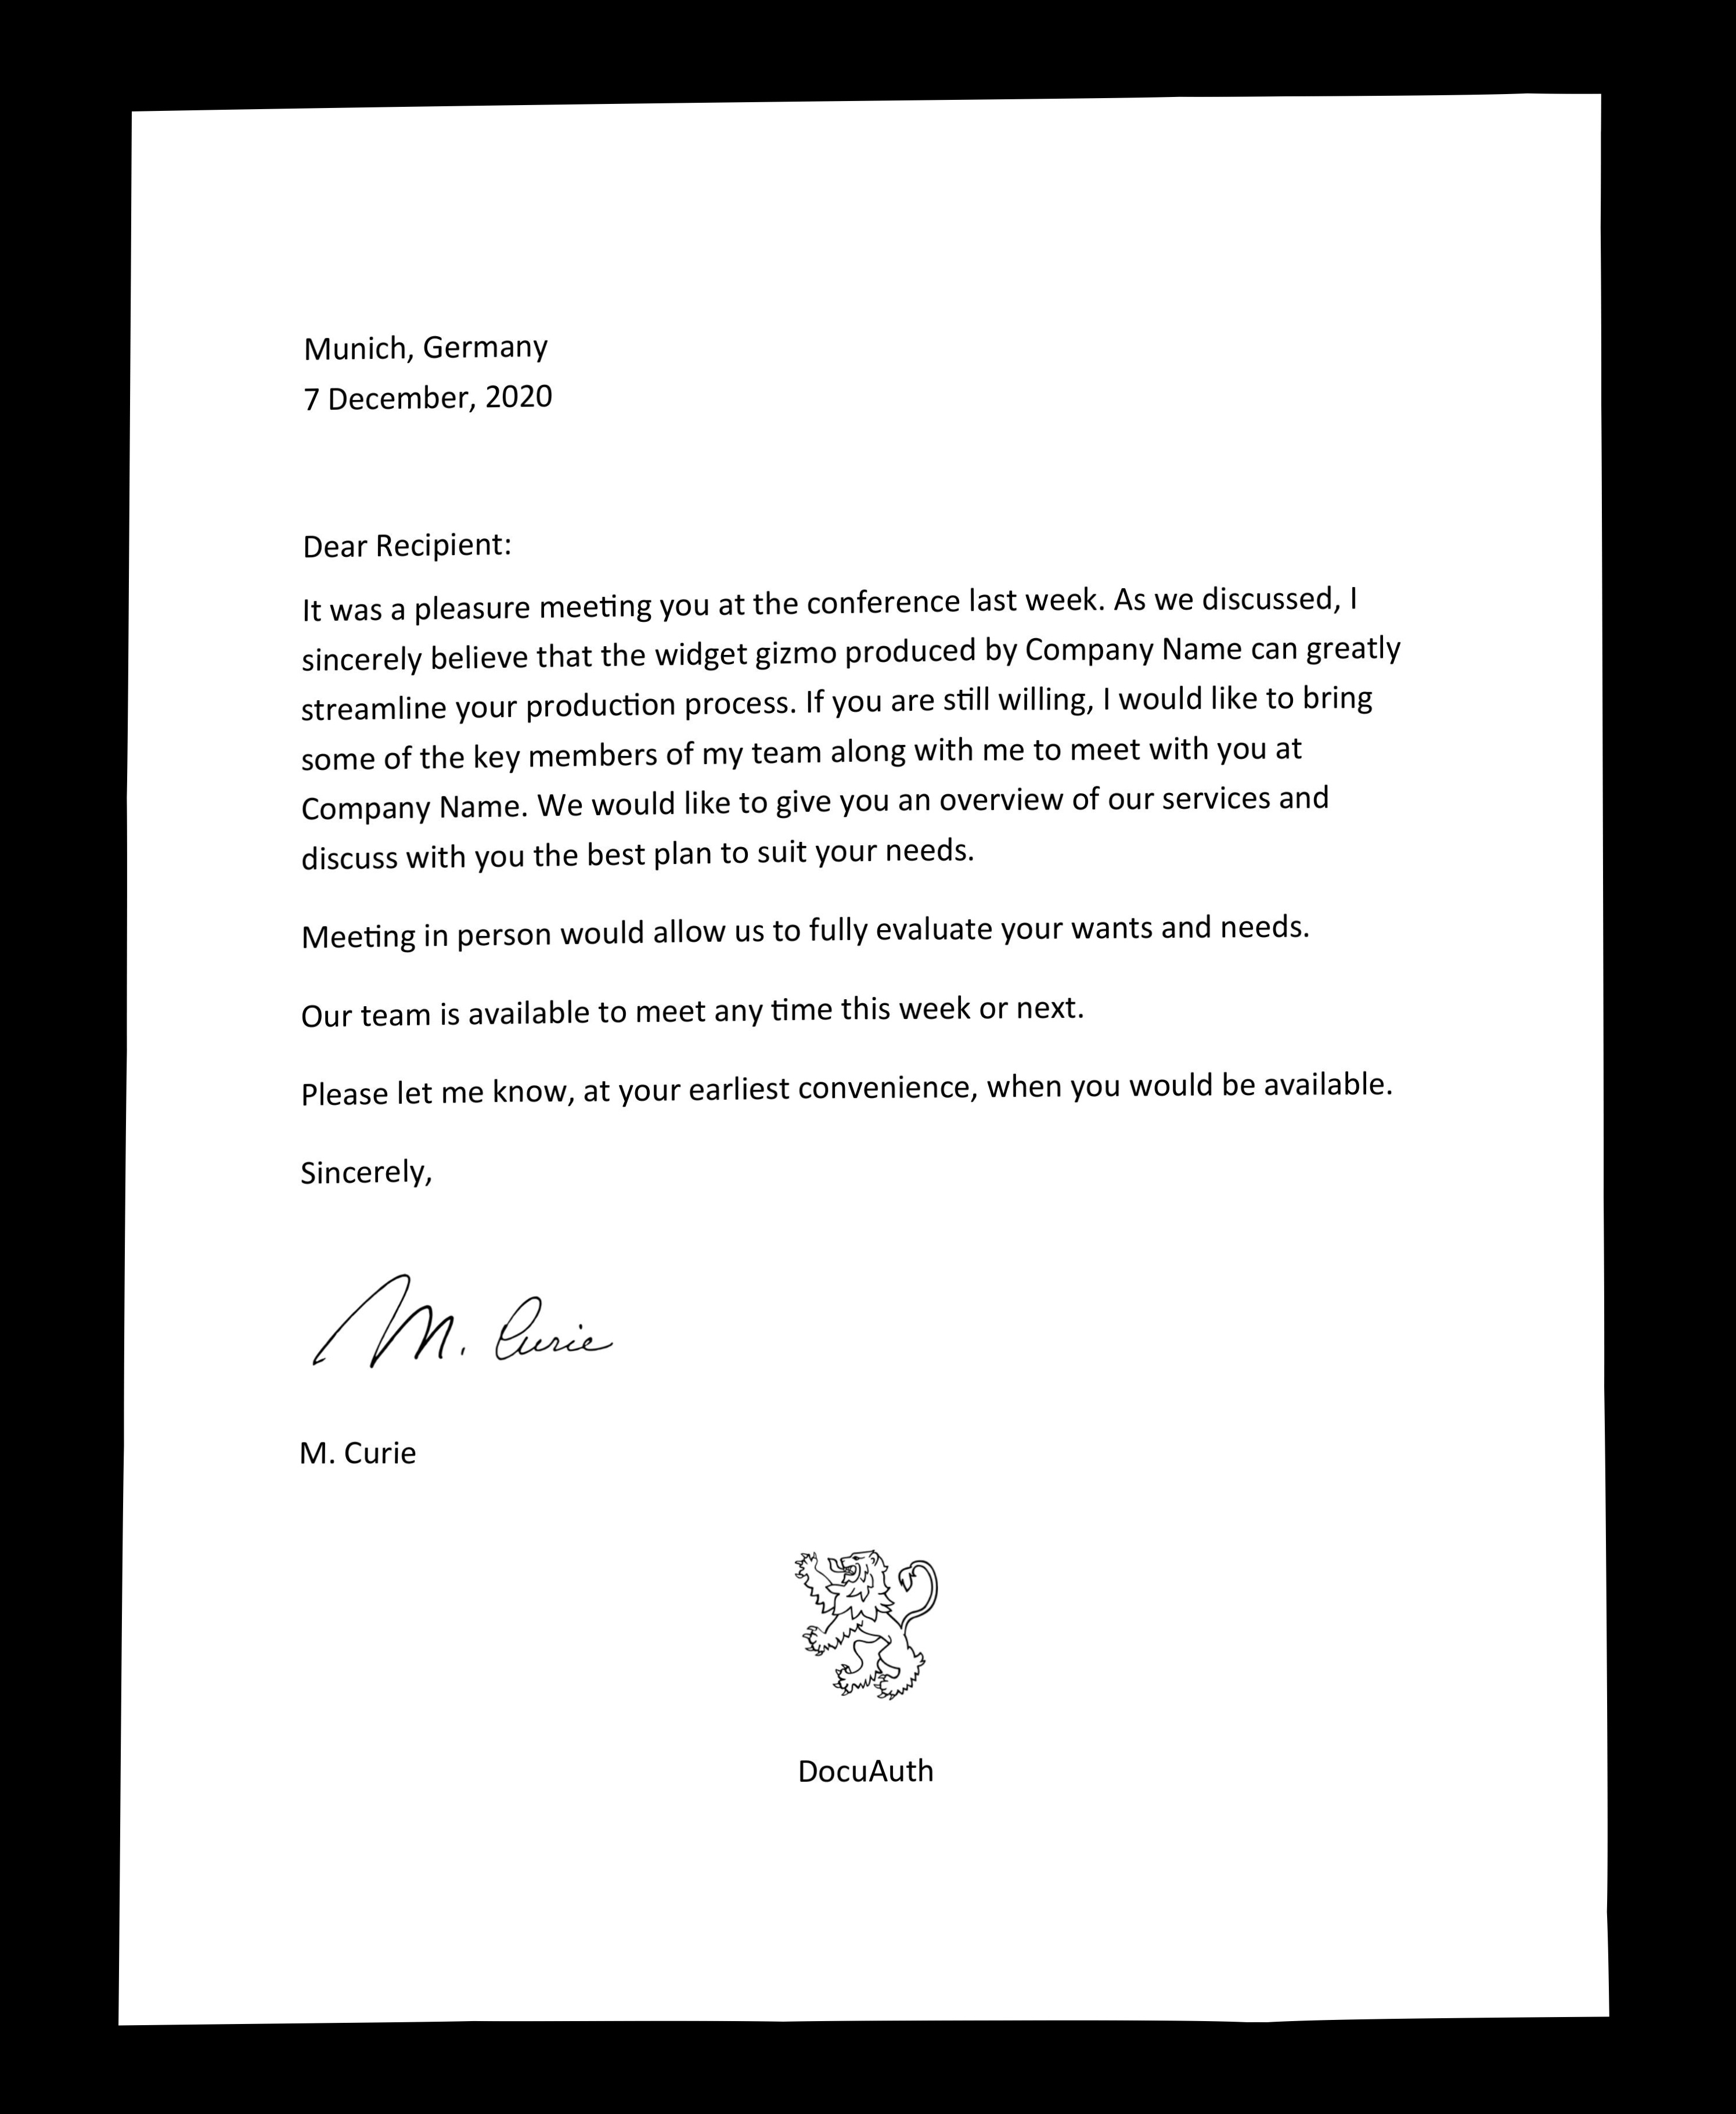 Munich, Germany
7 December, 2020
Dear Recipient:
It was a pleasure meeting you at the conference last week. As we discussed, I
sincerely believe that the widget gizmo produced by Company Name can greatly
streamline your production process. If you are still willing, I would like to bring
some of the key members of my team along with me to meet with you at
Company Name. We would like to give you an overview of our services and
discuss with you the best plan to suit your needs.
Meeting in person would allow us to fully evaluate your wants and needs.
Our team is available to meet any time this week or next.
Please let me know, at your earliest convenience, when you would be available.
Sincerely,
M. Curie
M. Curie
DocuAuth